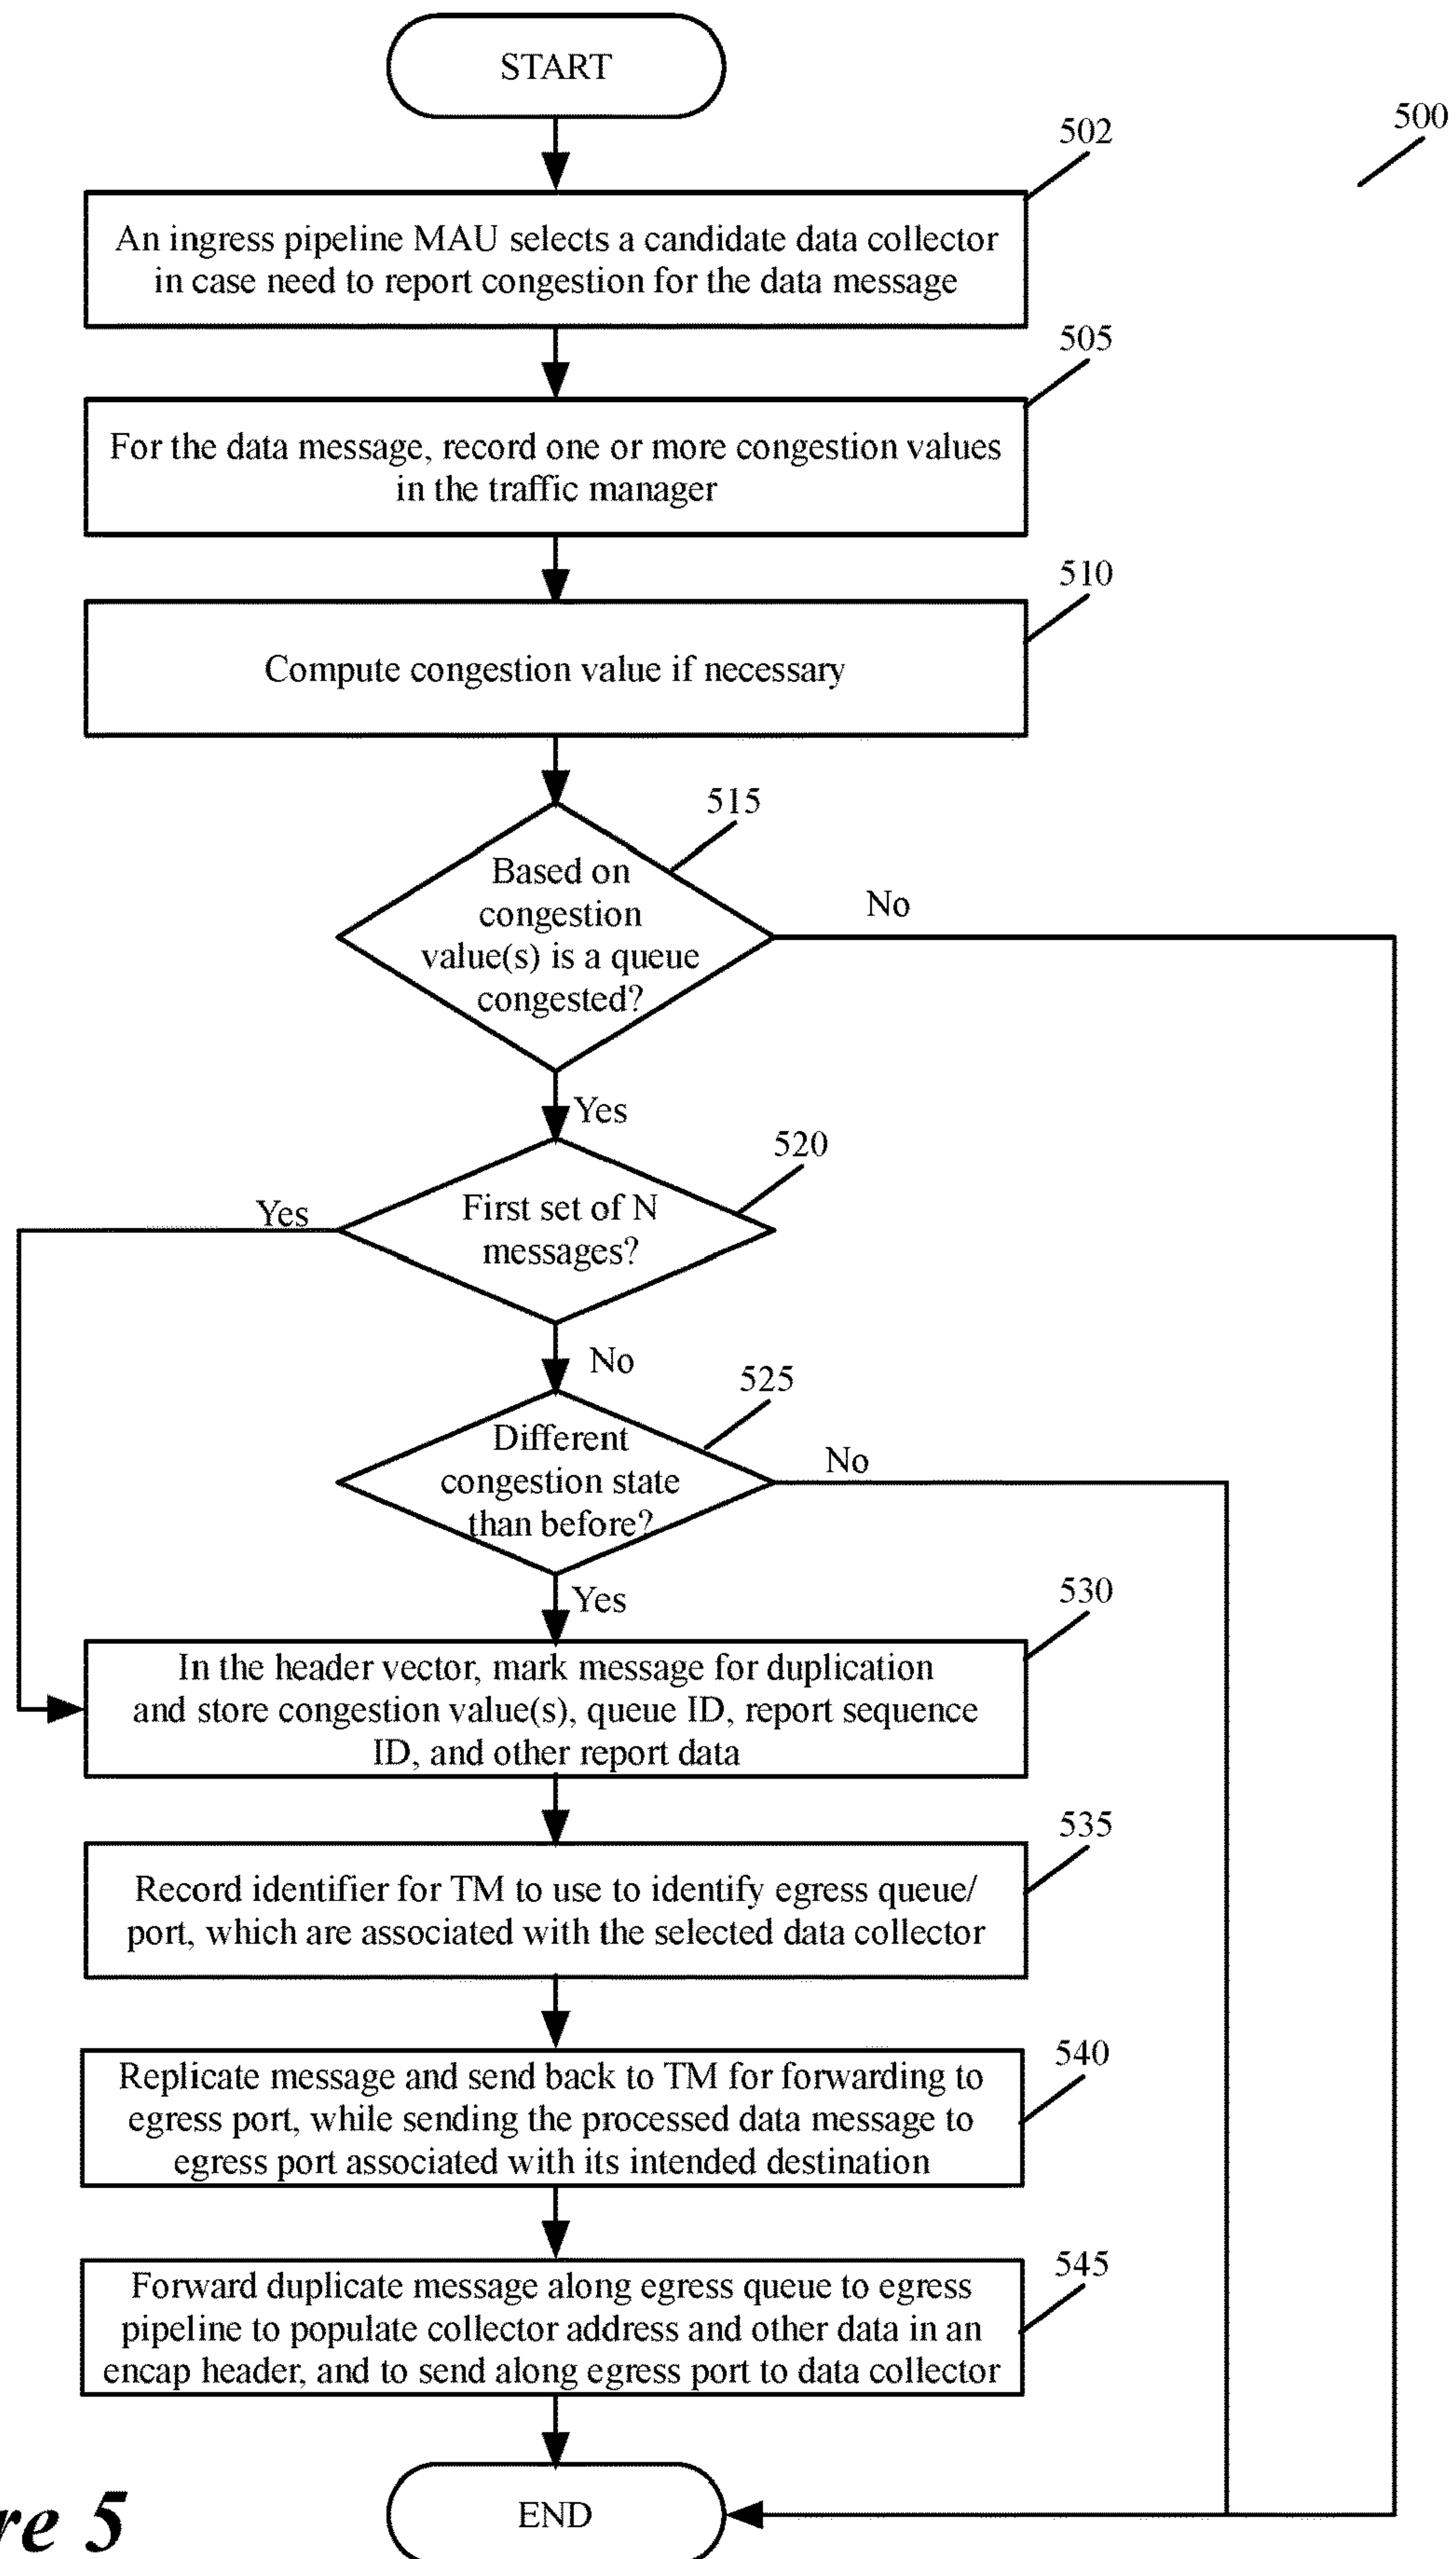 START
500
502
An ingress pipeline MAU selects a candidate data collector
in case need to report congestion for the data message
505
For the data message, record one or more congestion values
in the traffic manager
510
Compute congestion value if necessary
515
Based on
congestion
value(s) is a queue
congested?
No
Yes
520
First set of N
messages?
Yes
No
525
Different
congestion state
than before?
No
Yes
530
In the header vector, mark message for duplication
and store congestion value(s), queue ID, report sequence
ID, and other report data
535
Record identifier for TM to use to identify egress queue/
port, which are associated with the selected data collector
540
Replicate message and send back to TM for forwarding to
egress port, while sending the processed data message to
egress port associated with its intended destination
545
Forward duplicate message along egress queue to egress
pipeline to populate collector address and other data in an
encap header, and to send along egress port to data collector
END
re 5